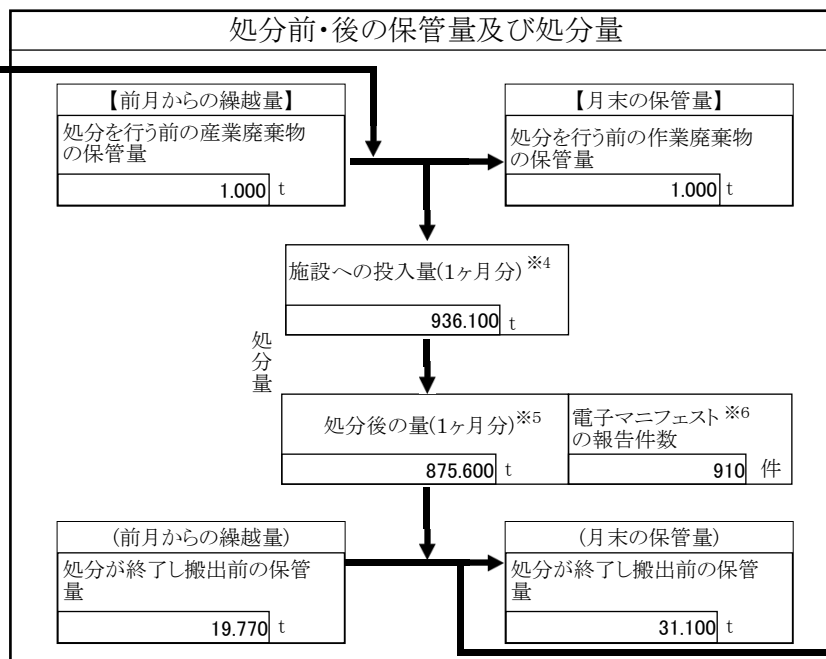 処分前・後の保管量及び処分量
【前月からの繰越量】
処分を行う前の産業廃棄物
の保管量
1.000 t
【月末の保管量】
処分を行う前の作業廃棄物
の保管量
1.000 t
施設への投入量(1ヶ月分)※4
936.100 t
処分量
処分後の量(1ヶ月分)※5
875.600 t
電子マニフェスト※6
の報告件数
910 件
(前月からの繰越量)
処分が終了し搬出前の保管
量
19.770 t
(月末の保管量)
処分が終了し搬出前の保管
量
31.100 t